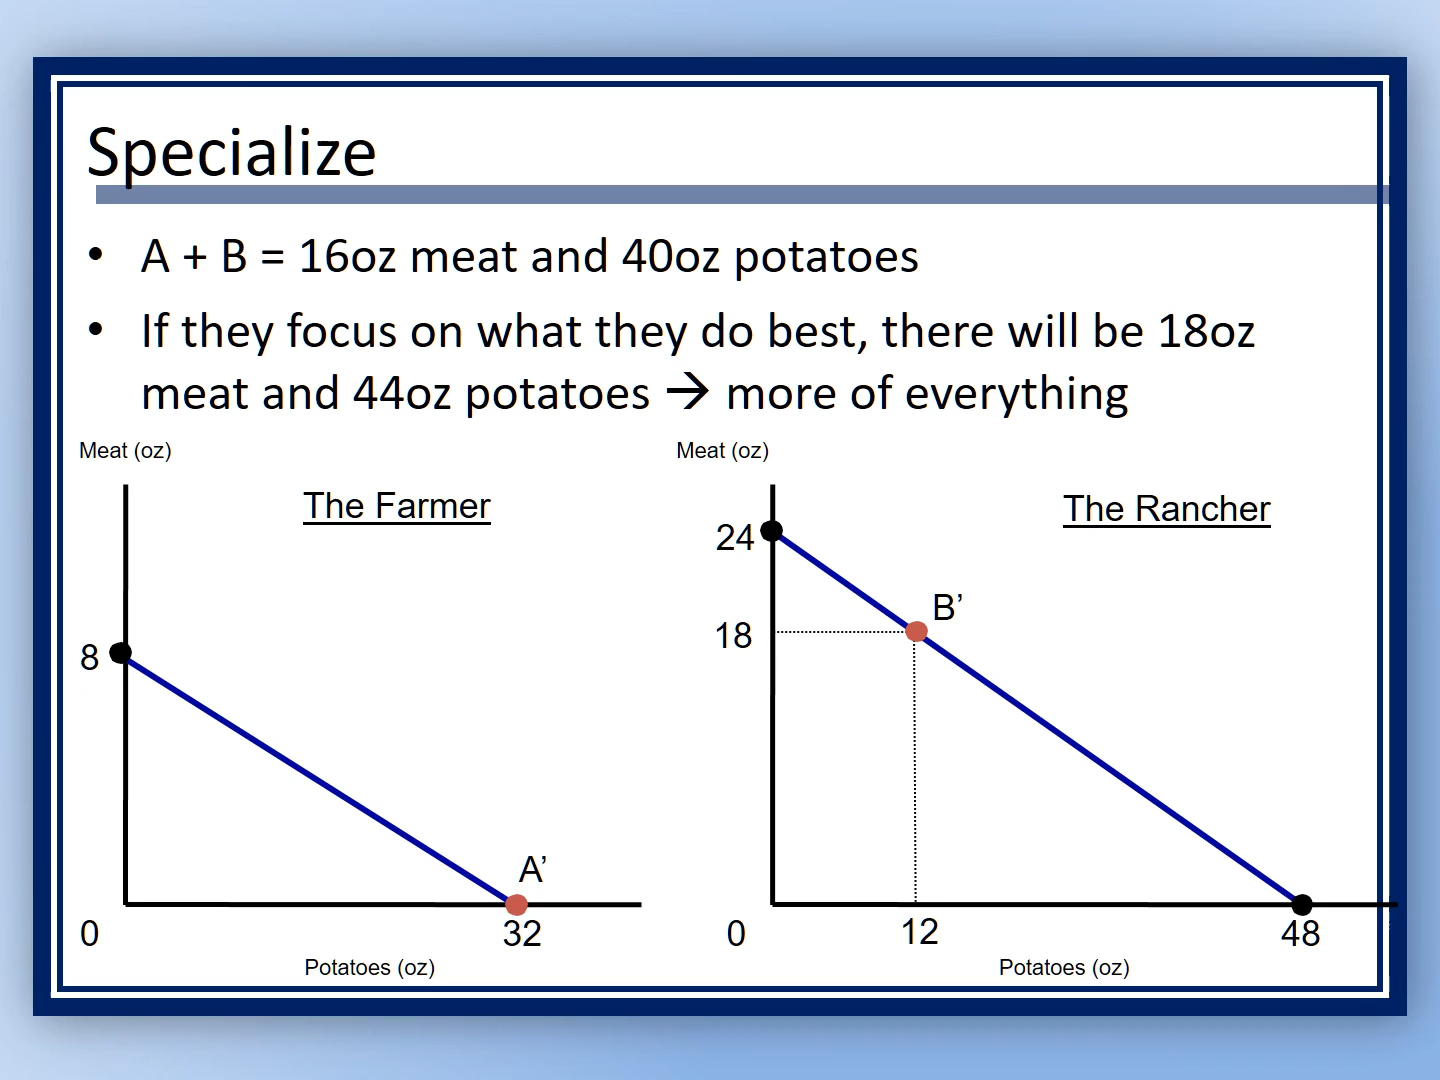 Specialize
• A + B = 16oz meat and 40oz potatoes
• If they focus on what they do best, there will be 18oz
meat and 44oz potatoes → more of everything
Meat (oz)
The Farmer
8
A’
0
32
Potatoes (oz)
Meat (oz)
The Rancher
24
B’
18
0
12
48
Potatoes (oz)